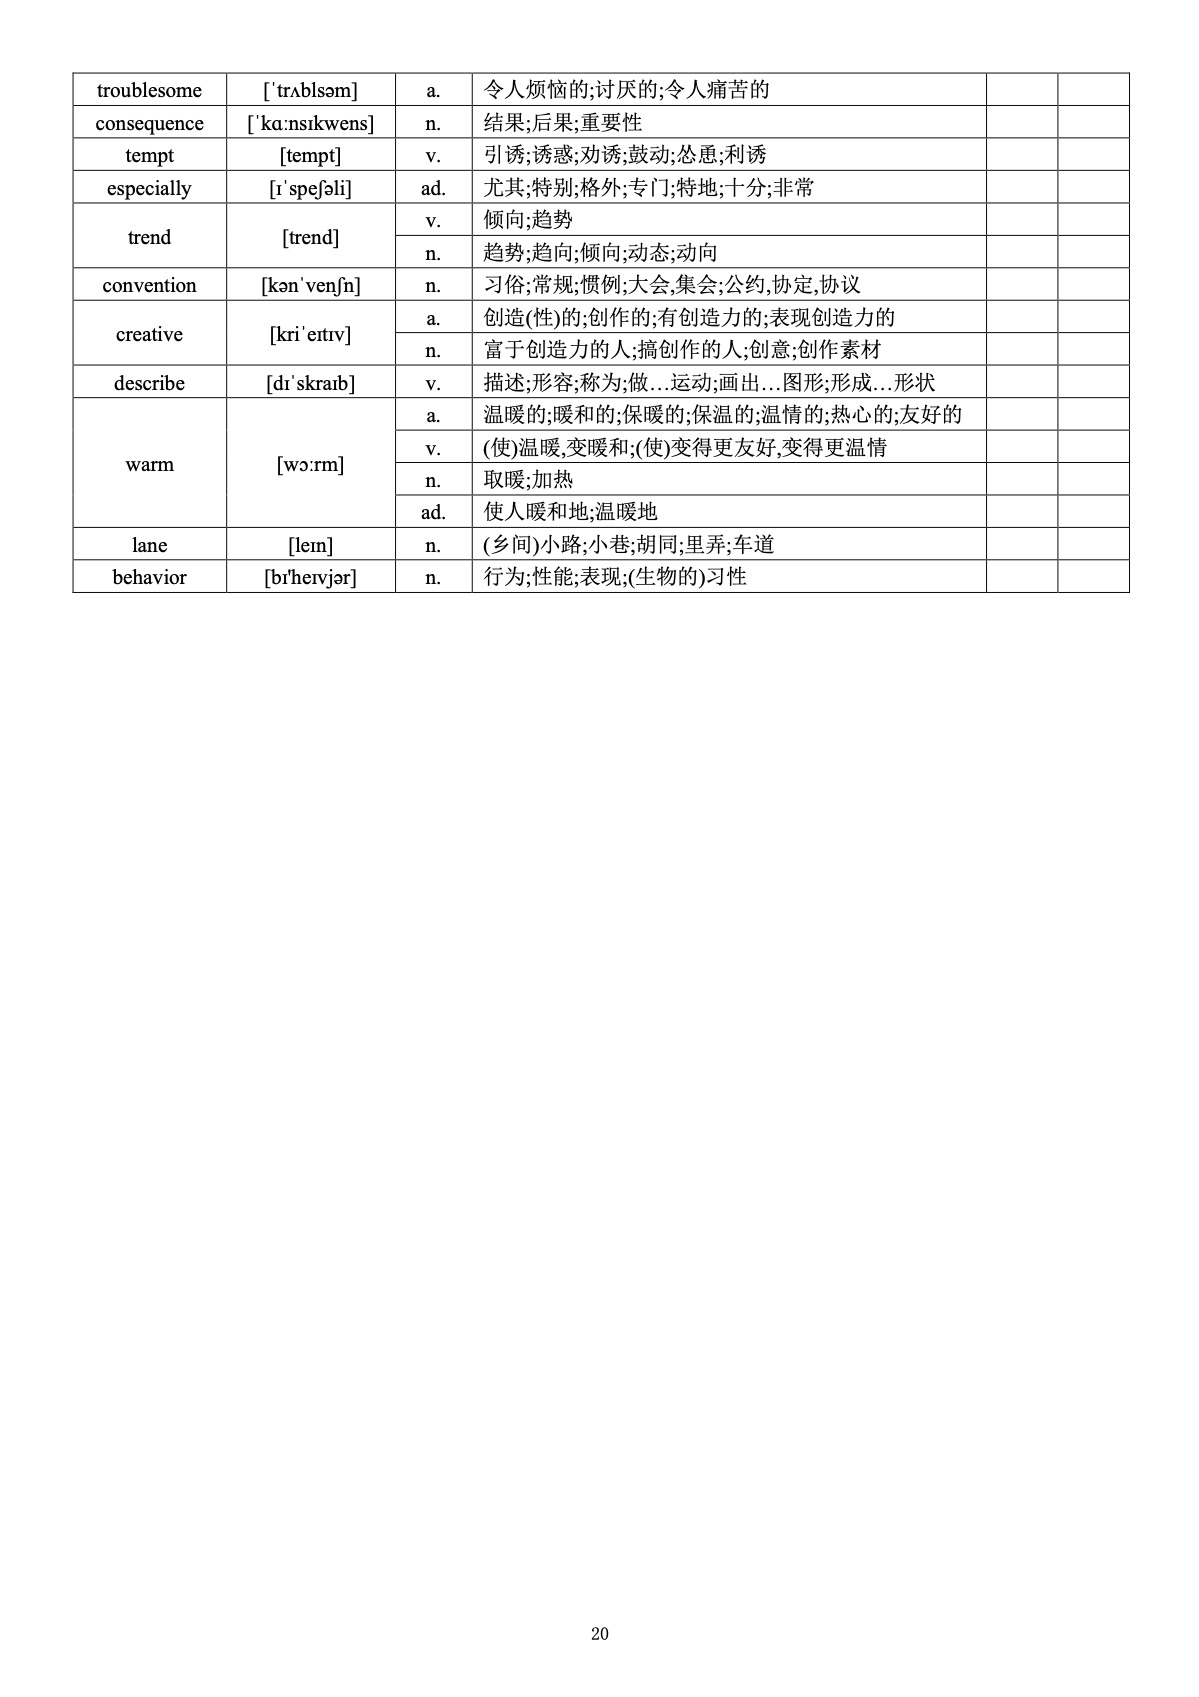 troublesome [ˈtrʌblsəm] a. 令人烦恼的;讨厌的;令人痛苦的
consequence [ˈkɑːnsɪkwens] n. 结果;后果;重要性
tempt [tempt] v. 引诱;诱惑;劝诱;鼓动;怂恿;利诱
especially [ɪˈspeʃəli] ad. 尤其;特别;格外;专门;特地;十分;非常
trend [trend] v. 倾向;趋势
n. 趋势;趋向;倾向;动态;动向
convention [kənˈvenʃn] n. 习俗;常规;惯例;大会,集会;公约,协定,协议
creative [kriˈeɪtɪv] a. 创造(性)的;创作的;有创造力的;表现创造力的
n. 富于创造力的人;搞创作的人;创意;创作素材
describe [dɪˈskraɪb] v. 描述;形容;称为;做…运动;画出…图形;形成…形状
warm [wɔːrm] a. 温暖的;暖和的;保暖的;保温的;温情的;热心的;友好的
v. (使)温暖,变暖和;(使)变得更友好,变得更温情
n. 取暖;加热
ad. 使人暖和地;温暖地
lane [leɪn] n. (乡间)小路;小巷;胡同;里弄;车道
behavior [bɪ'heɪvjər] n. 行为;性能;表现;(生物的)习性
20